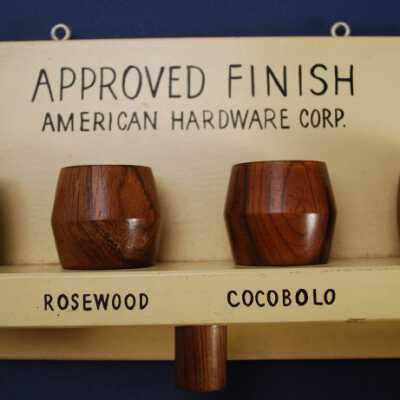 APPROVED FINISH
AMERICAN HARDWARE CORP.
ROSEWOOD
COCOBOLO